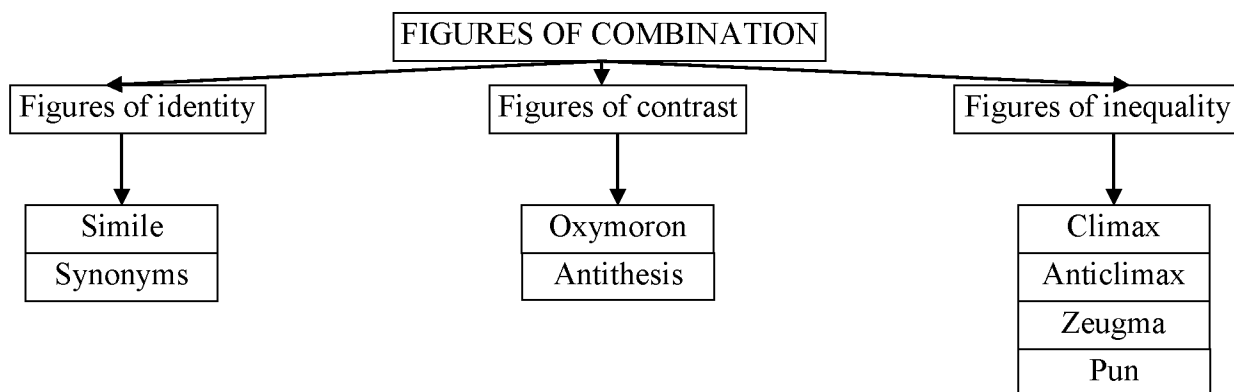 FIGURES OF COMBINATION
Figures of identity
Figures of contrast
Figures of inequality
Simile
Synonyms
Oxymoron
Antithesis
Climax
Anticlimax
Zeugma
Pun